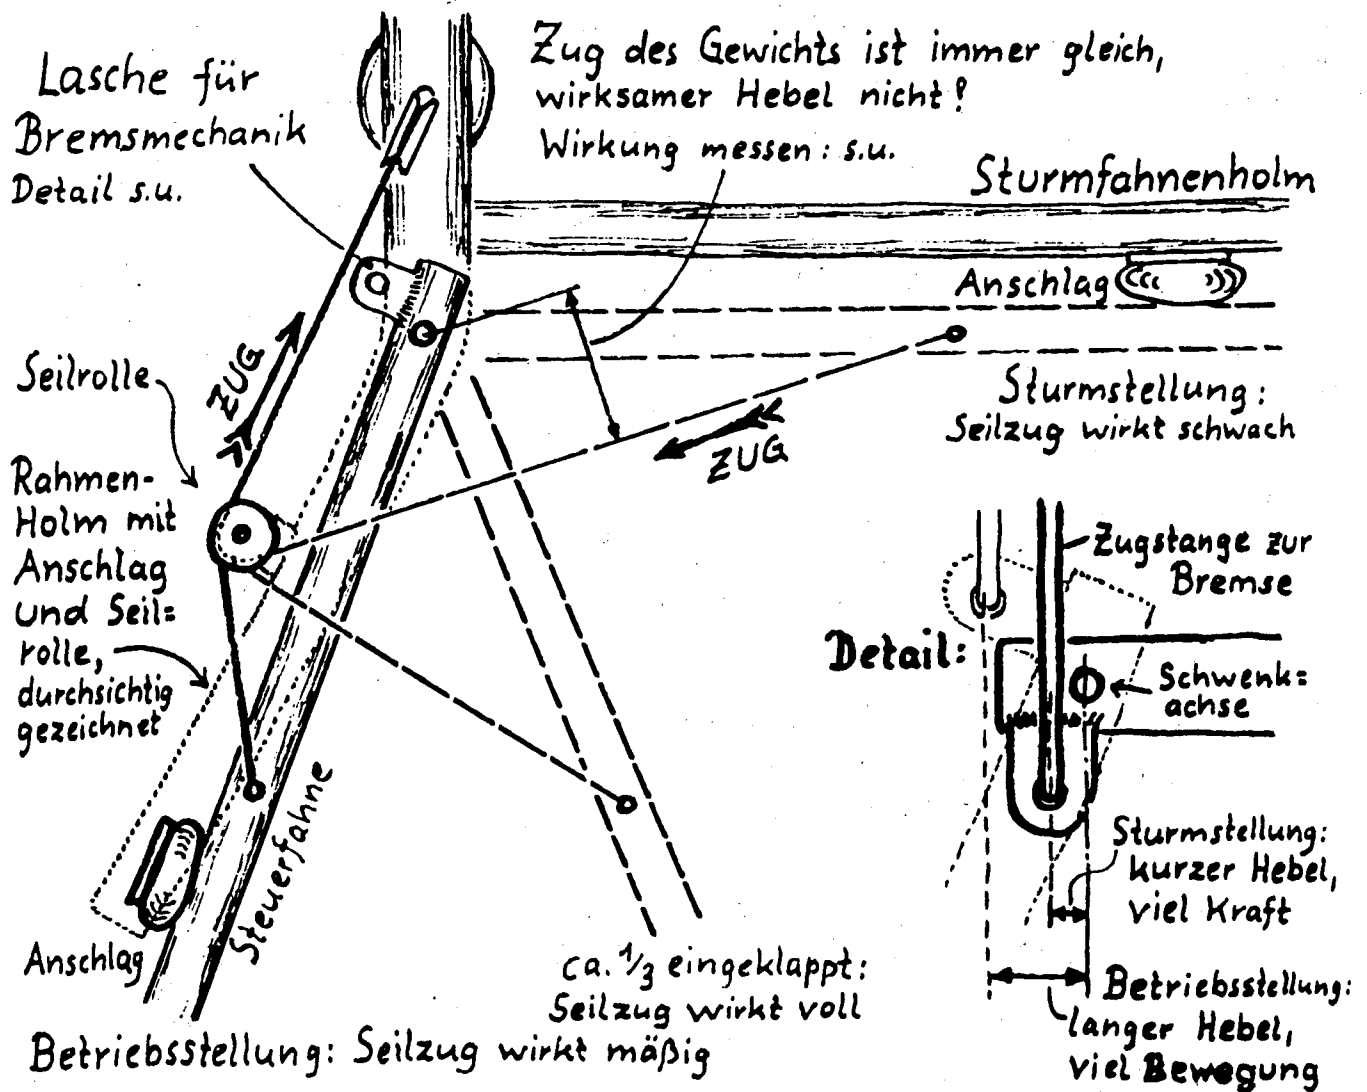 Lasche für
Bremsmechanik
Detail s.u.
Zug des Gewichts ist immer gleich,
wirksamer Hebel nicht!
Wirkung messen: s.u.
Sturmfahnenholm
Anschlag
ZUG
Seilrolle
Sturmstellung:
Seilzug wirkt schwach
ZUG
Rahmen-
Holm mit
Anschlag
und Seil=
rolle,
durchsichtig
gezeichnet
Zugstange zur
Bremse
Detail:
Schwenk=
achse
Steuerfahne
Sturmstellung:
kurzer Hebel,
viel Kraft
Anschlag
ca. 1/3 eingeklappt:
Seilzug wirkt voll
Betriebsstellung:
langer Hebel,
viel Bewegung
Betriebsstellung: Seilzug wirkt mäßig